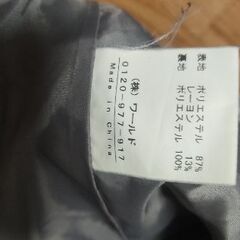 表地 ポリエステル 87%
レーヨン 13%
裏地 ポリエステル 100%
(株)ワールド
0120-977-917
Made in China